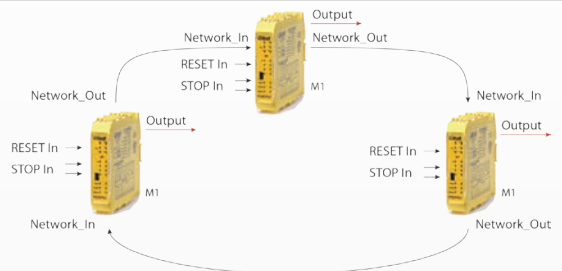 Output
Network_In
Network_Out
RESET In
STOP In
M1
Network_Out
Output
RESET In
STOP In
M1
Network_In
Network_In
Output
RESET In
STOP In
M1
Network_Out